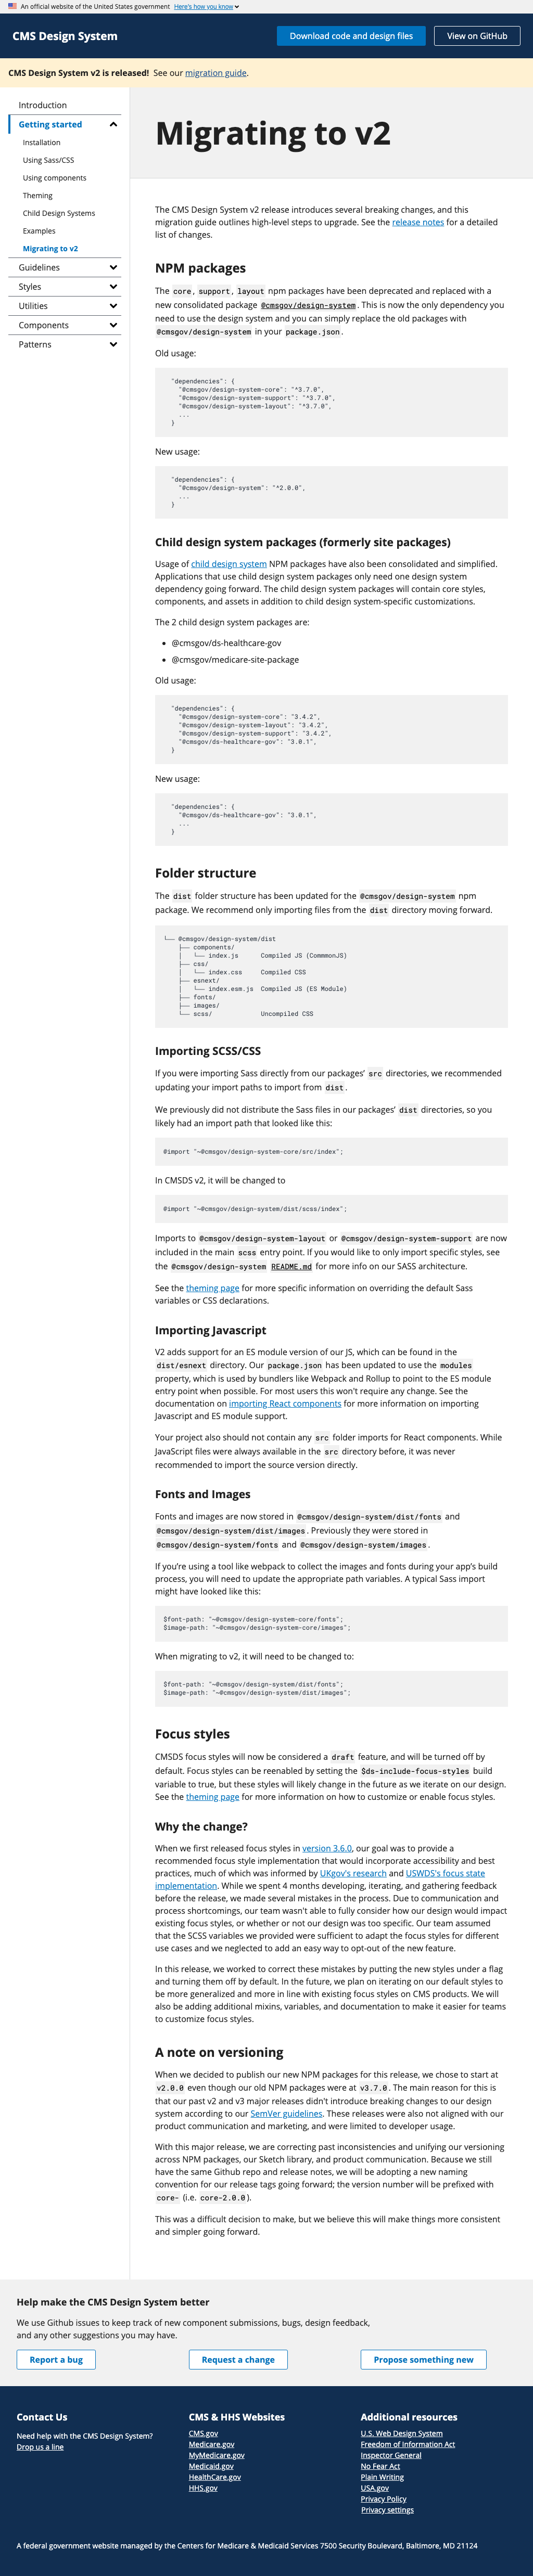 An official website of the United States government Here's how you know
CMS Design System
Download code and design files
View on GitHub
CMS Design System v2 is released! See our migration guide.
Introduction
Getting started
Installation
Using Sass/CSS
Using components
Theming
Child Design Systems
Examples
Migrating to v2
Guidelines
Styles
Utilities
Components
Patterns
Migrating to v2
The CMS Design System v2 release introduces several breaking changes, and this
migration guide outlines high-level steps to upgrade. See the release notes for a detailed
list of changes.
NPM packages
The core, support, layout npm packages have been deprecated and replaced with a
new consolidated package @cmsgov/design-system. This is now the only dependency you
need to use the design system and you can simply replace the old packages with
@cmsgov/design-system in your package.json.
Old usage:
"dependencies": {
"@cmsgov/design-system-core": "^3.7.0",
"@cmsgov/design-system-support": "^3.7.0",
"@cmsgov/design-system-layout": "^3.7.0",
...
}
New usage:
"dependencies": {
"@cmsgov/design-system": "^2.0.0",
...
}
Child design system packages (formerly site packages)
Usage of child design system NPM packages have also been consolidated and simplified.
Applications that use child design system packages only need one design system
dependency going forward. The child design system packages will contain core styles,
components, and assets in addition to child design system-specific customizations.
The 2 child design system packages are:
• @cmsgov/ds-healthcare-gov
• @cmsgov/medicare-site-package
Old usage:
"dependencies": {
"@cmsgov/design-system-core": "3.4.2",
"@cmsgov/design-system-layout": "3.4.2",
"@cmsgov/design-system-support": "3.4.2",
"@cmsgov/ds-healthcare-gov": "3.0.1",
}
New usage:
"dependencies": {
"@cmsgov/ds-healthcare-gov": "3.0.1",
...
}
Folder structure
The dist folder structure has been updated for the @cmsgov/design-system npm
package. We recommend only importing files from the dist directory moving forward.
└── @cmsgov/design-system/dist
├── components/
│   └── index.js Compiled JS (CommmonJS)
├── css/
│   └── index.css Compiled CSS
├── esnext/
│   └── index.esm.js Compiled JS (ES Module)
├── fonts/
├── images/
└── scss/ Uncompiled CSS
Importing SCSS/CSS
If you were importing Sass directly from our packages’ src directories, we recommended
updating your import paths to import from dist.
We previously did not distribute the Sass files in our packages’ dist directories, so you
likely had an import path that looked like this:
@import "~@cmsgov/design-system-core/src/index";
In CMSDS v2, it will be changed to
@import "~@cmsgov/design-system/dist/scss/index";
Imports to @cmsgov/design-system-layout or @cmsgov/design-system-support are now
included in the main scss entry point. If you would like to only import specific styles, see
the @cmsgov/design-system README.md for more info on our SASS architecture.
See the theming page for more specific information on overriding the default Sass
variables or CSS declarations.
Importing Javascript
V2 adds support for an ES module version of our JS, which can be found in the
dist/esnext directory. Our package.json has been updated to use the modules
property, which is used by bundlers like Webpack and Rollup to point to the ES module
entry point when possible. For most users this won't require any change. See the
documentation on importing React components for more information on importing
Javascript and ES module support.
Your project also should not contain any src folder imports for React components. While
JavaScript files were always available in the src directory before, it was never
recommended to import the source version directly.
Fonts and Images
Fonts and images are now stored in @cmsgov/design-system/dist/fonts and
@cmsgov/design-system/dist/images. Previously they were stored in
@cmsgov/design-system/fonts and @cmsgov/design-system/images.
If you’re using a tool like webpack to collect the images and fonts during your app’s build
process, you will need to update the appropriate path variables. A typical Sass import
might have looked like this:
$font-path: "~@cmsgov/design-system-core/fonts";
$image-path: "~@cmsgov/design-system-core/images";
When migrating to v2, it will need to be changed to:
$font-path: "~@cmsgov/design-system/dist/fonts";
$image-path: "~@cmsgov/design-system/dist/images";
Focus styles
CMSDS focus styles will now be considered a draft feature, and will be turned off by
default. Focus styles can be reenabled by setting the $ds-include-focus-styles build
variable to true, but these styles will likely change in the future as we iterate on our design.
See the theming page for more information on how to customize or enable focus styles.
Why the change?
When we first released focus styles in version 3.6.0, our goal was to provide a
recommended focus style implementation that would incorporate accessibility and best
practices, much of which was informed by UKgov's research and USWDS's focus state
implementation. While we spent 4 months developing, iterating, and gathering feedback
before the release, we made several mistakes in the process. Due to communication and
process shortcomings, our team wasn't able to fully consider how our design would impact
existing focus styles, or whether or not our design was too specific. Our team assumed
that the SCSS variables we provided were sufficient to adapt the focus styles for different
use cases and we neglected to add an easy way to opt-out of the new feature.
In this release, we worked to correct these mistakes by putting the new styles under a flag
and turning them off by default. In the future, we plan on iterating on our default styles to
be more generalized and more in line with existing focus styles on CMS products. We will
also be adding additional mixins, variables, and documentation to make it easier for teams
to customize focus styles.
A note on versioning
When we decided to publish our new NPM packages for this release, we chose to start at
v2.0.0 even though our old NPM packages were at v3.7.0. The main reason for this is
that our past v2 and v3 major releases didn't introduce breaking changes to our design
system according to our SemVer guidelines. These releases were also not aligned with our
product communication and marketing, and were limited to developer usage.
With this major release, we are correcting past inconsistencies and unifying our versioning
across NPM packages, our Sketch library, and product communication. Because we still
have the same Github repo and release notes, we will be adopting a new naming
convention for our release tags going forward; the version number will be prefixed with
core- (i.e. core-2.0.0).
This was a difficult decision to make, but we believe this will make things more consistent
and simpler going forward.
Help make the CMS Design System better
We use Github issues to keep track of new component submissions, bugs, design feedback,
and any other suggestions you may have.
Report a bug
Request a change
Propose something new
Contact Us
Need help with the CMS Design System?
Drop us a line
CMS & HHS Websites
CMS.gov
Medicare.gov
MyMedicare.gov
Medicaid.gov
HealthCare.gov
HHS.gov
Additional resources
U.S. Web Design System
Freedom of Information Act
Inspector General
No Fear Act
Plain Writing
USA.gov
Privacy Policy
Privacy settings
A federal government website managed by the Centers for Medicare & Medicaid Services 7500 Security Boulevard, Baltimore, MD 21124